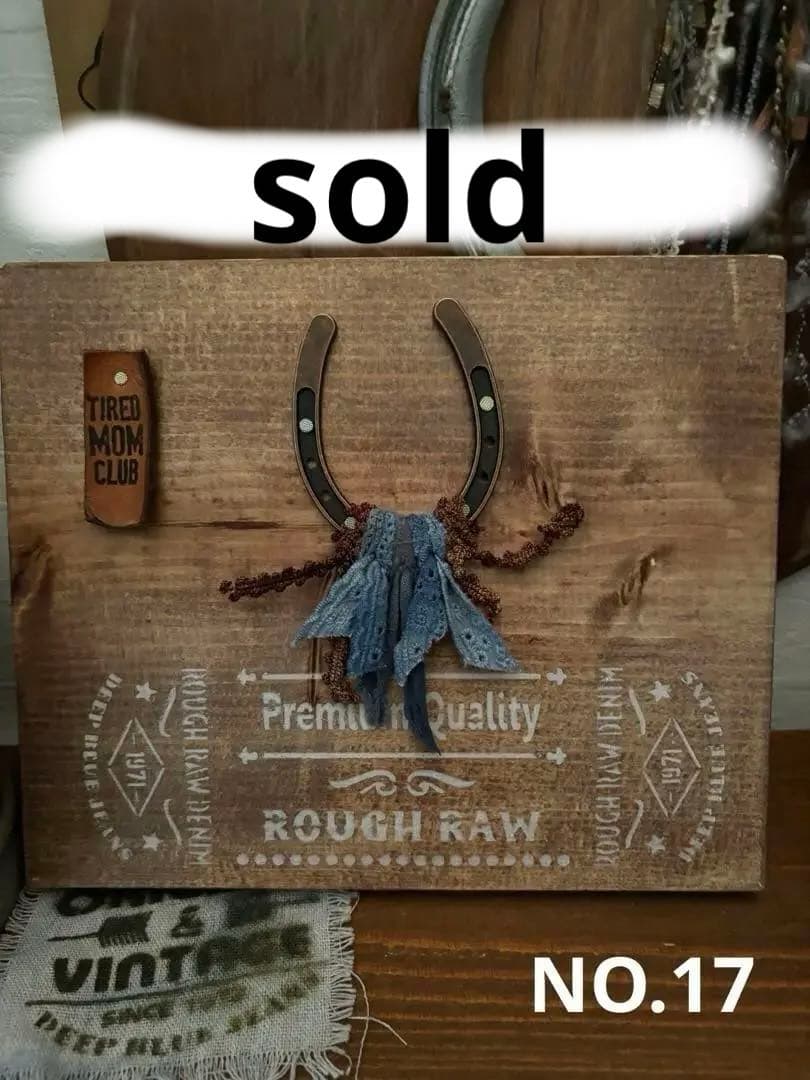 sold
TIRED
MOM
CLUB
Premium Quality
ROUGH RAW
DEEP BLUE JEANS
1971
ROUGH RAW DENIM
ROUGH RAW DENIM
1971
DEEP BLUE JEANS
&
VINTAGE
SINCE
DEEP BLUE JEANS
NO.17